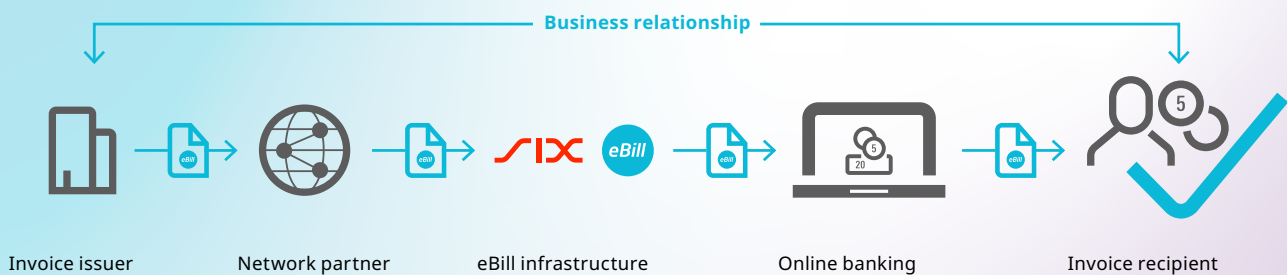 Business relationship
5
eBill
eBill
SIX
eBill
eBill
5
20
eBill
Invoice issuer
Network partner
eBill infrastructure
Online banking
Invoice recipient